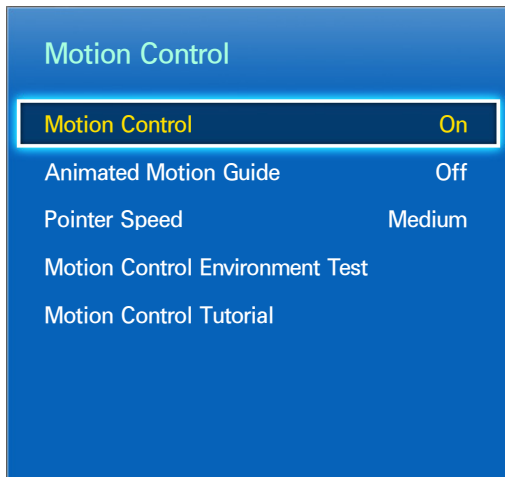 Motion Control
Motion Control On
Animated Motion Guide Off
Pointer Speed Medium
Motion Control Environment Test
Motion Control Tutorial